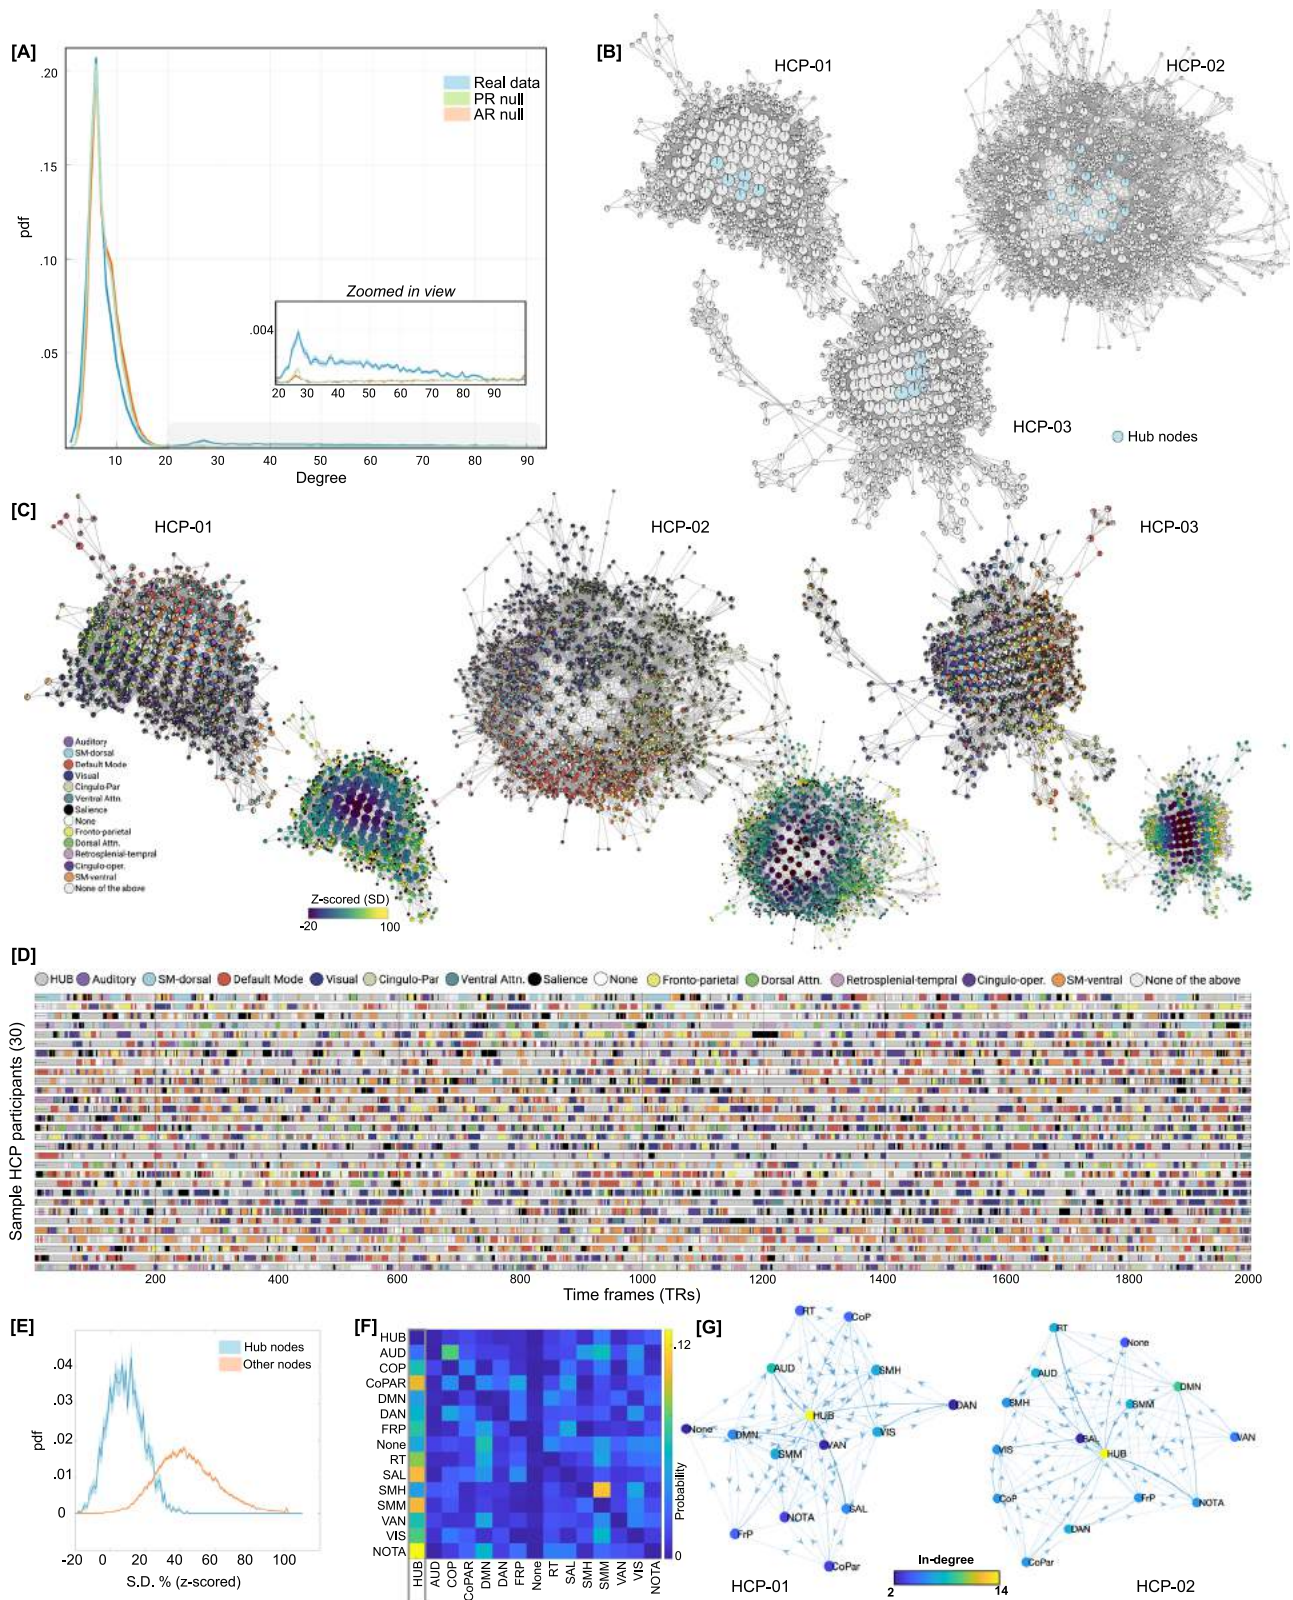 [A]
.20
.15
.10
.05
pdf
Real data
PR null
AR null
Zoomed in view
.004
20 30 40 50 60 70 80 90
10 20 30 40 50 60 70 80 90
Degree
[B]
HCP-01
HCP-02
HCP-03
Hub nodes
[C]
HCP-01
HCP-02
HCP-03
Auditory
SM-dorsal
Default Mode
Visual
Cingulo-Par
Ventral Attn.
Salience
None
Fronto-parietal
Dorsal Attn.
Retrosplenial-tempral
Cingulo-oper.
SM-ventral
None of the above
Z-scored (SD)
-20 100
[D]
HUB Auditory SM-dorsal Default Mode Visual Cingulo-Par Ventral Attn. Salience None Fronto-parietal Dorsal Attn. Retrosplenial-tempral Cingulo-oper. SM-ventral None of the above
Sample HCP participants (30)
200 400 600 800 1000 1200 1400 1600 1800 2000
Time frames (TRs)
[E]
Hub nodes
Other nodes
.04
.03
.02
.01
0
pdf
-20 0 20 40 60 80 100
S.D. % (z-scored)
[F]
HUB
AUD
COP
CoPAR
DMN
DAN
FRP
None
RT
SAL
SMH
SMM
VAN
VIS
NOTA
HUB AUD COP CoPAR DMN DAN FRP None RT SAL SMH SMM VAN VIS NOTA
.12
Probability
0
[G]
RT
CoP
AUD
SMH
DAN
HUB
None
DMN
VAN
VIS
SMM
SAL
NOTA
FrP
CoPar
HCP-01
In-degree
2 14
RT
None
AUD
DMN
SMH
SMM
SAL
VAN
VIS
HUB
CoP
FrP
NOTA
DAN
CoPar
HCP-02